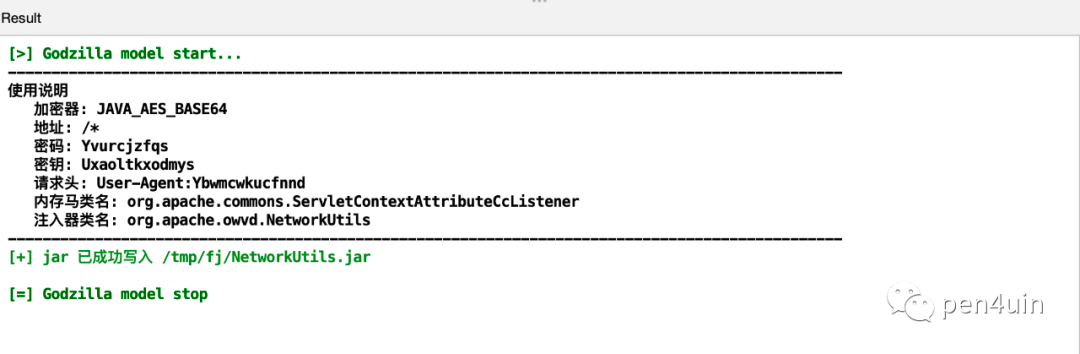 Result
[>] Godzilla model start...
使用说明
加密器: JAVA_AES_BASE64
地址: /*
密码: Yvurcjzfqs
密钥: Uxaoltkxodmys
请求头: User-Agent:Ybwmcwkucfnnd
内存马类名: org.apache.commons.ServletContextAttributeCcListener
注入器类名: org.apache.owvd.NetworkUtils
[+] jar 已成功写入 /tmp/fj/NetworkUtils.jar
[=] Godzilla model stop
pen4uin